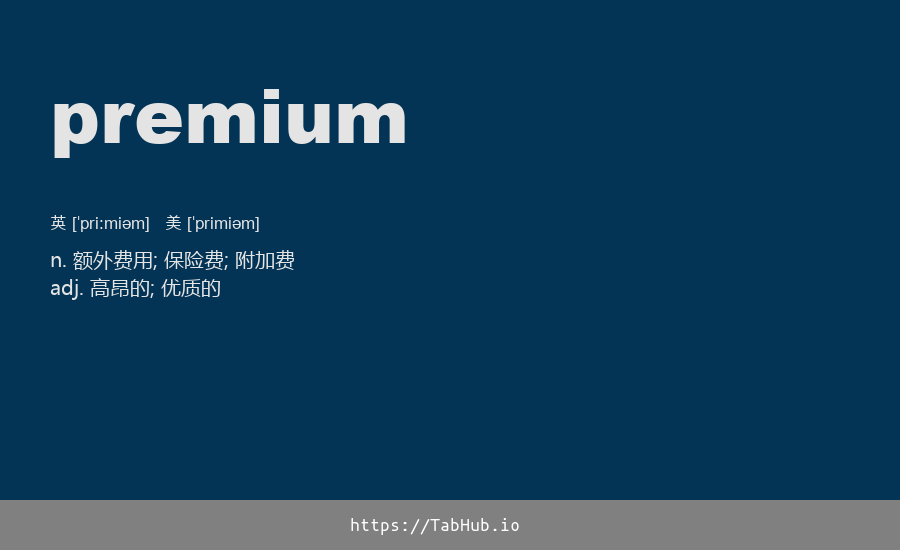 premium
英 [ˈpriːmiəm] 美 [ˈprimiəm]
n. 额外费用; 保险费; 附加费
adj. 高昂的; 优质的
https://TabHub.io